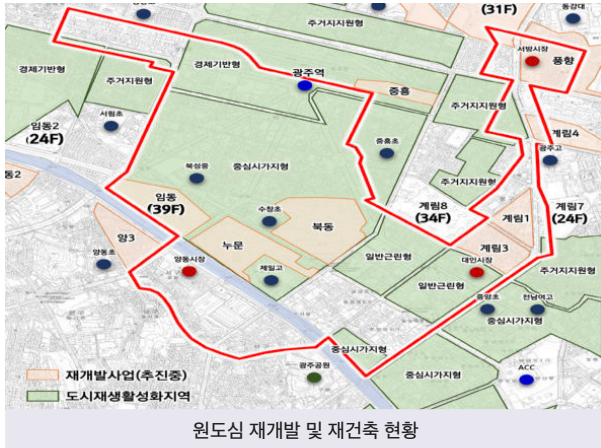 (31F)
동강대
주거지지원형
서방시장
풍향
경제기반형
광주역
경제기반형
주거지지원형
중흥
주거지지원형
임동2
(24F)
서림초
계림4
광주고
중흥초
북성중
중심시가지형
주거지지원형
동2
임동
(39F)
수창초
계림8
(34F)
계림7
(24F)
계림1
양3
누문
북동
계림3
양동초
양동시장
제일고
일반근린형
대인시장
주거지지원형
일반근린형
중앙초
전남여고
중심시가지형
중심시가지형
광주공원
중심시가지형
ACC
재개발사업(추진중)
도시재생활성화지역
원도심 재개발 및 재건축 현황